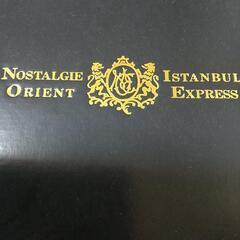 NOSTALGIE ISTANBUL
ORIENT EXPRESS